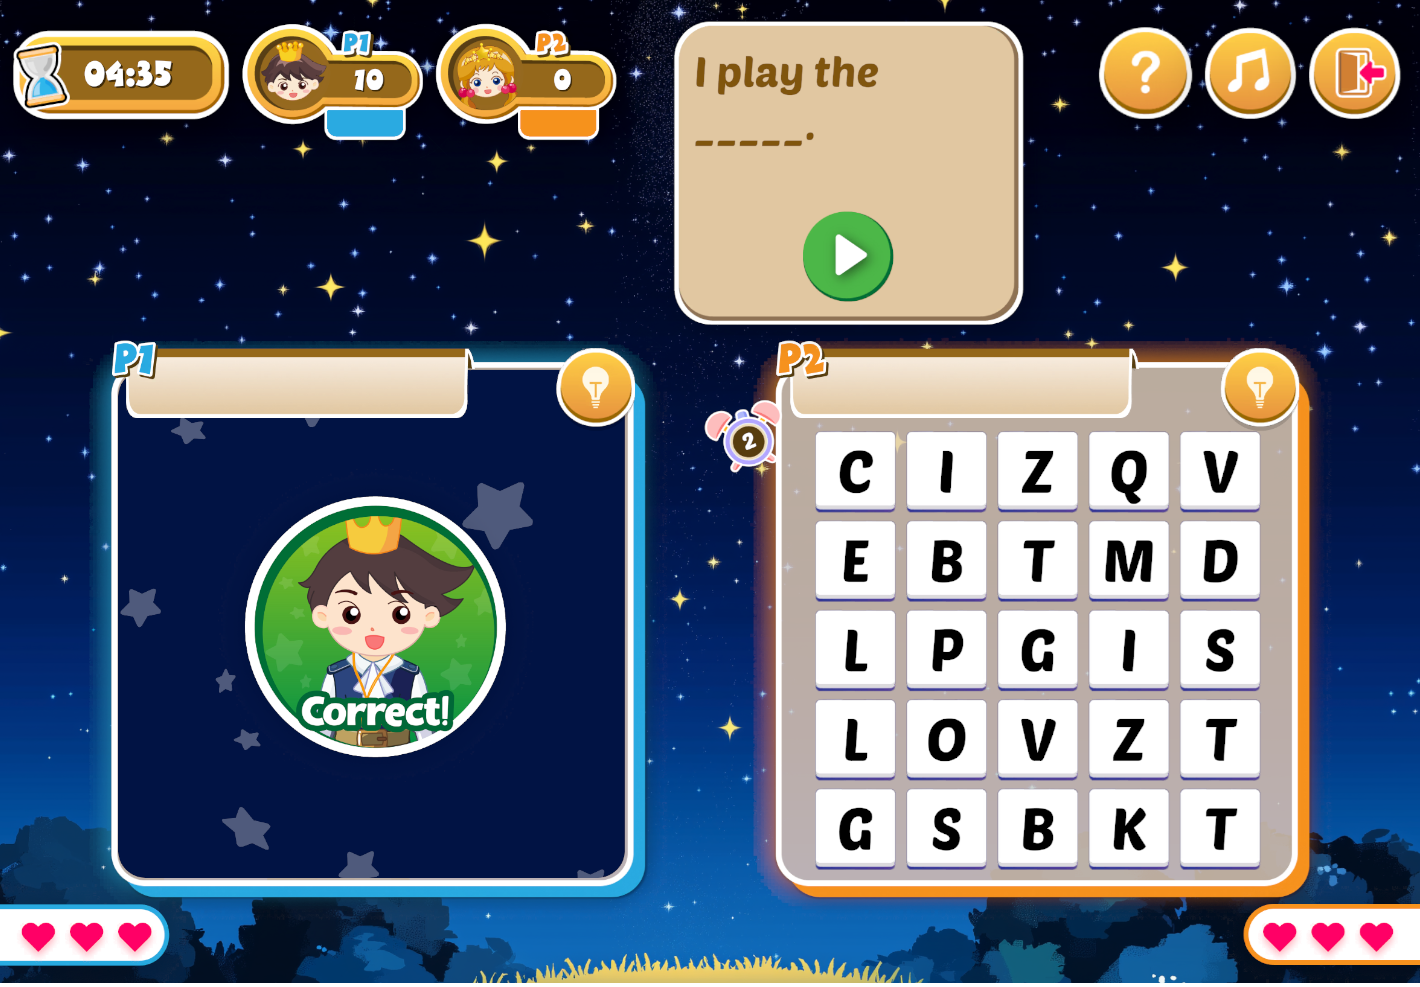 04:35
P1
10
P2
0
I play the
_____.
?
P1
P2
2
C I Z Q V
E B T M D
L P G I S
L O V Z T
G S B K T
Correct!